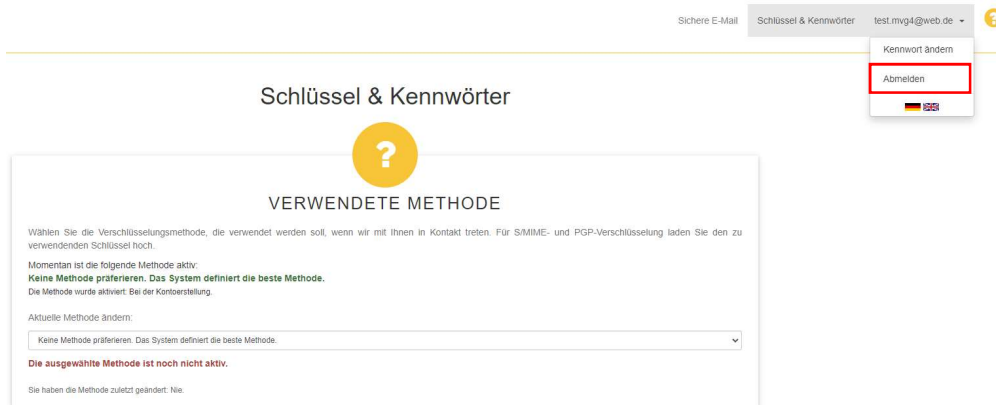 Sichere E-Mail Schlüssel & Kennwörter test.mvg4@web.de
?
Kennwort ändern
Abmelden
Schlüssel & Kennwörter
?
VERWENDETE METHODE
Wählen Sie die Verschlüsselungsmethode, die verwendet werden soll, wenn wir mit Ihnen in Kontakt treten. Für S/MIME- und PGP-Verschlüsselung laden Sie den zu
verwendenden Schlüssel hoch.
Momentan ist die folgende Methode aktiv:
Keine Methode präferieren. Das System definiert die beste Methode.
Die Methode wurde aktiviert: Bei der Kontoerstellung.
Aktuelle Methode ändern:
Keine Methode präferieren. Das System definiert die beste Methode.
Die ausgewählte Methode ist noch nicht aktiv.
Sie haben die Methode zuletzt geändert: Nie.